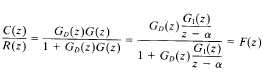 C(z)/R(z) = G_D(z)G(z)/(1 + G_D(z)G(z)) = (G_D(z) G_1(z)/(z − α))/(1 + G_D(z) G_1(z)/(z − α)) = F(z)